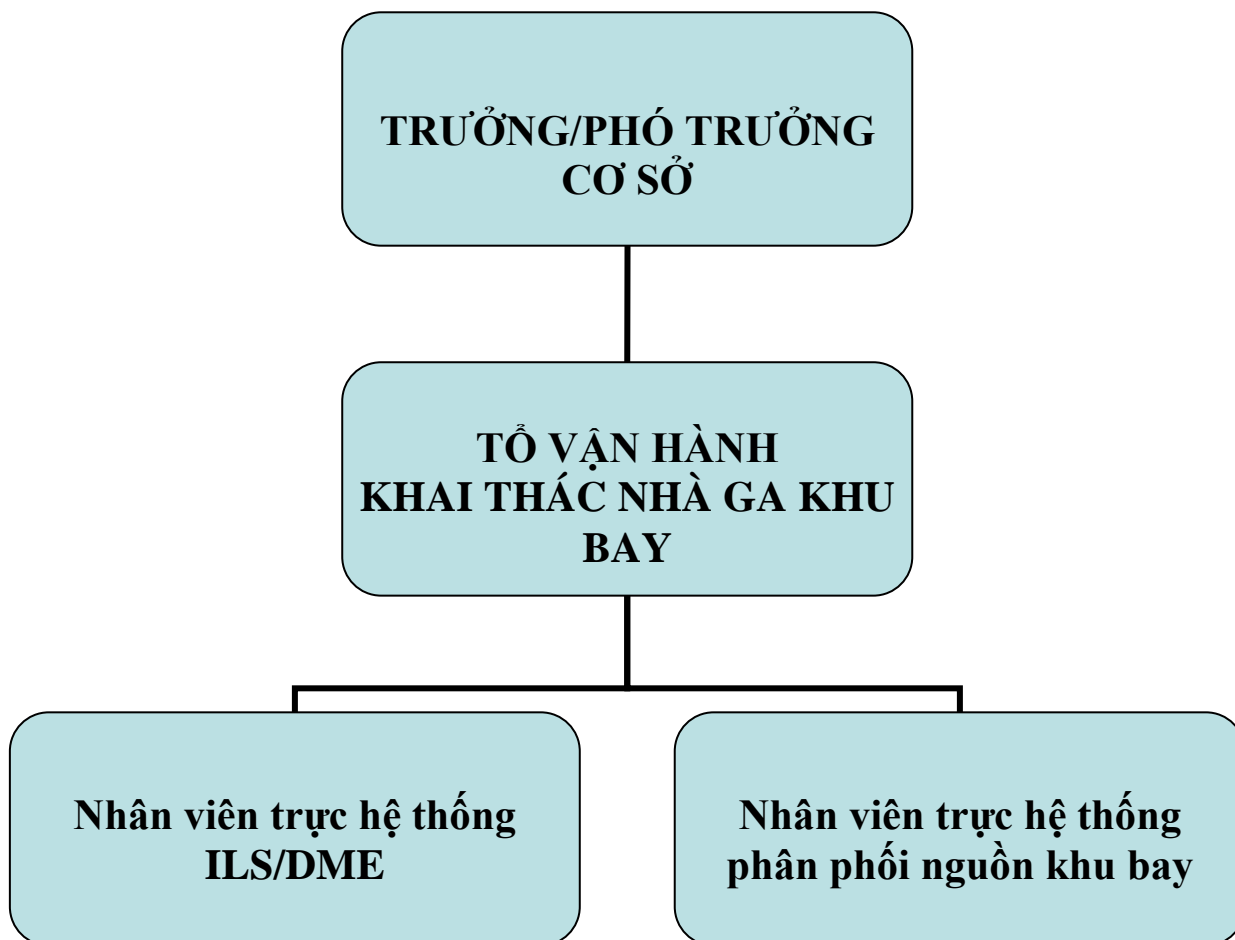 TRƯỞNG/PHÓ TRƯỞNG
CƠ SỞ
TỔ VẬN HÀNH
KHAI THÁC NHÀ GA KHU
BAY
Nhân viên trực hệ thống
ILS/DME
Nhân viên trực hệ thống
phân phối nguồn khu bay